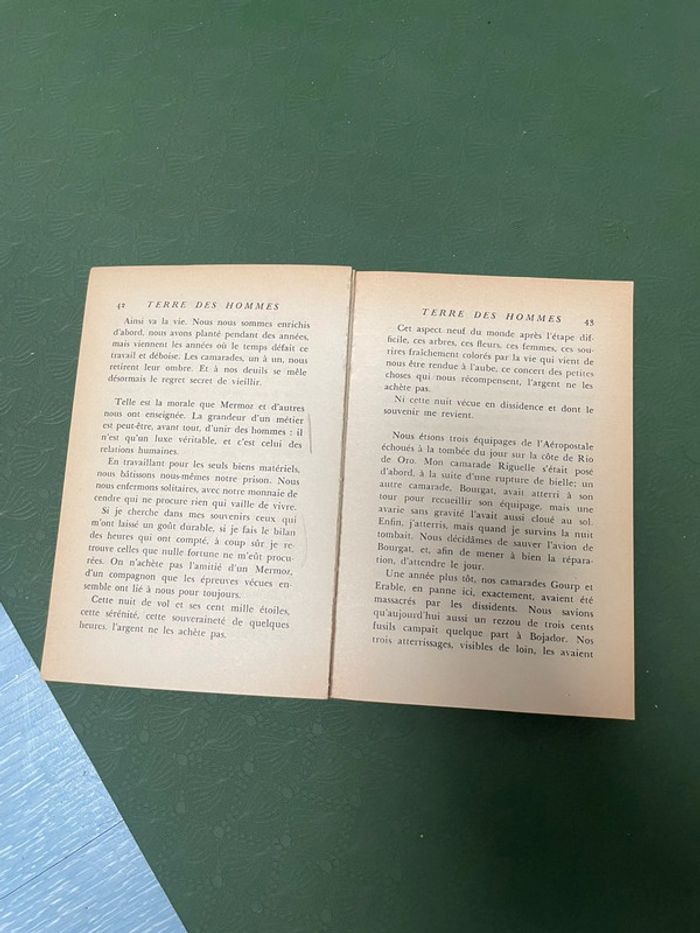 42 TERRE DES HOMMES
Ainsi va la vie. Nous nous sommes enrichis
d'abord, nous avons planté pendant des années,
mais viennent les années où le temps défait ce
travail et déboise. Les camarades, un à un, nous
retirent leur ombre. Et à nos deuils se mêle
désormais le regret secret de vieillir.
Telle est la morale que Mermoz et d'autres
nous ont enseignée. La grandeur d'un métier
est peut-être, avant tout, d'unir des hommes : il
n'est qu'un luxe véritable, et c'est celui des
relations humaines.
En travaillant pour les seuls biens matériels,
nous bâtissons nous-mêmes notre prison. Nous
nous enfermons solitaires, avec notre monnaie de
cendre qui ne procure rien qui vaille de vivre.
Si je cherche dans mes souvenirs ceux qui
m'ont laissé un goût durable, si je fais le bilan
des heures qui ont compté, à coup sûr je re-
trouve celles que nulle fortune ne m'eût procu-
rées. On n'achète pas l'amitié d'un Mermoz,
d'un compagnon que les épreuves vécues en-
semble ont lié à nous pour toujours.
Cette nuit de vol et ses cent mille étoiles,
cette sérénité, cette souveraineté de quelques
heures, l'argent ne les achète pas.
TERRE DES HOMMES 43
Cet aspect neuf du monde après l'étape dif-
ficile, ces arbres, ces fleurs, ces femmes, ces sou-
rires fraîchement colorés par la vie qui vient de
nous être rendue à l'aube, ce concert des petites
choses qui nous récompensent, l'argent ne les
achète pas.
Ni cette nuit vécue en dissidence et dont le
souvenir me revient.
Nous étions trois équipages de l'Aéropostale
échoués à la tombée du jour sur la côte de Rio
de Oro. Mon camarade Riguelle s'était posé
d'abord, à la suite d'une rupture de bielle; un
autre camarade, Bourgat, avait atterri à son
tour pour recueillir son équipage, mais une
avarie sans gravité l'avait aussi cloué au sol.
Enfin, j'atterris, mais quand je survins la nuit
tombait. Nous décidâmes de sauver l'avion de
Bourgat, et, afin de mener à bien la répara-
tion, d'attendre le jour.
Une année plus tôt, nos camarades Gourp et
Erable, en panne ici, exactement, avaient été
massacrés par les dissidents. Nous savions
qu'aujourd'hui aussi un rezzou de trois cents
fusils campait quelque part à Bojador. Nos
trois atterrissages, visibles de loin, les avaient